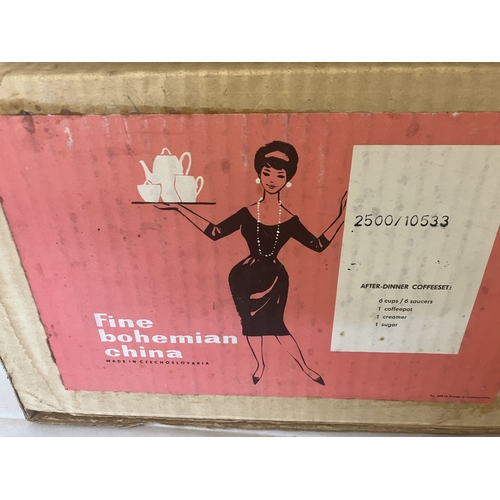 Fine
bohemian
china
MADE IN CZECHOSLOVAKIA
2500/10533
AFTER-DINNER COFFEESET:
6 cups / 6 saucers
1 coffeepot
1 creamer
1 sugar